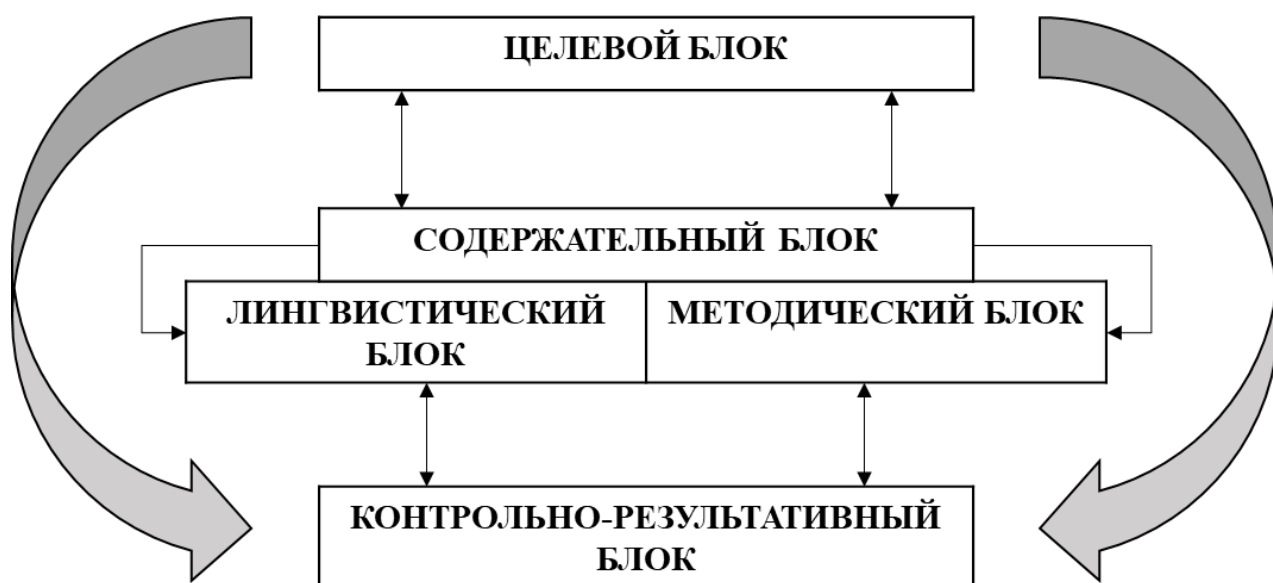 ЦЕЛЕВОЙ БЛОК
СОДЕРЖАТЕЛЬНЫЙ БЛОК
ЛИНГВИСТИЧЕСКИЙ
БЛОК
МЕТОДИЧЕСКИЙ БЛОК
КОНТРОЛЬНО-РЕЗУЛЬТАТИВНЫЙ
БЛОК